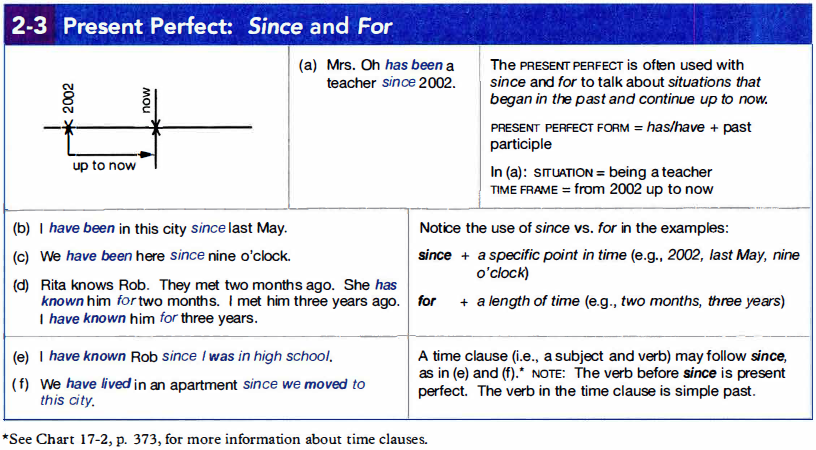 2-3 Present Perfect: Since and For
2002
now
up to now
(a) Mrs. Oh has been a
teacher since 2002.
The PRESENT PERFECT is often used with
since and for to talk about situations that
began in the past and continue up to now.
PRESENT PERFECT FORM = has/have + past
participle
In (a): SITUATION = being a teacher
TIME FRAME = from 2002 up to now
(b) I have been in this city since last May.
(c) We have been here since nine o'clock.
(d) Rita knows Rob. They met two months ago. She has
known him for two months. I met him three years ago.
I have known him for three years.
Notice the use of since vs. for in the examples:
since + a specific point in time (e.g., 2002, last May, nine
o'clock)
for + a length of time (e.g., two months, three years)
(e) I have known Rob since I was in high school.
(f) We have lived in an apartment since we moved to
this city.
A time clause (i.e., a subject and verb) may follow since,
as in (e) and (f).* NOTE: The verb before since is present
perfect. The verb in the time clause is simple past.
*See Chart 17-2, p. 373, for more information about time clauses.